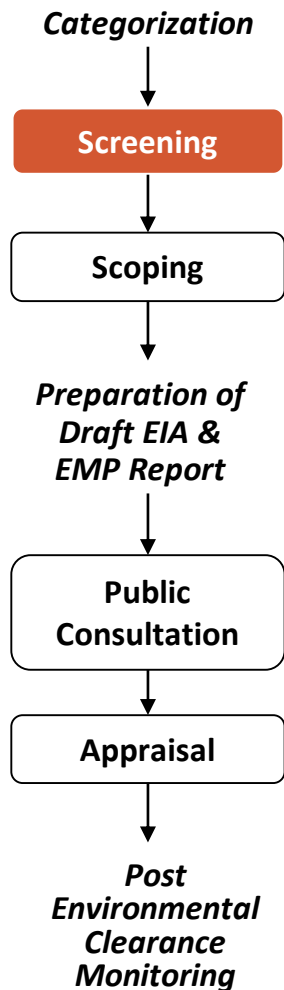 Categorization
Screening
Scoping
Preparation of
Draft EIA &
EMP Report
Public
Consultation
Appraisal
Post
Environmental
Clearance
Monitoring